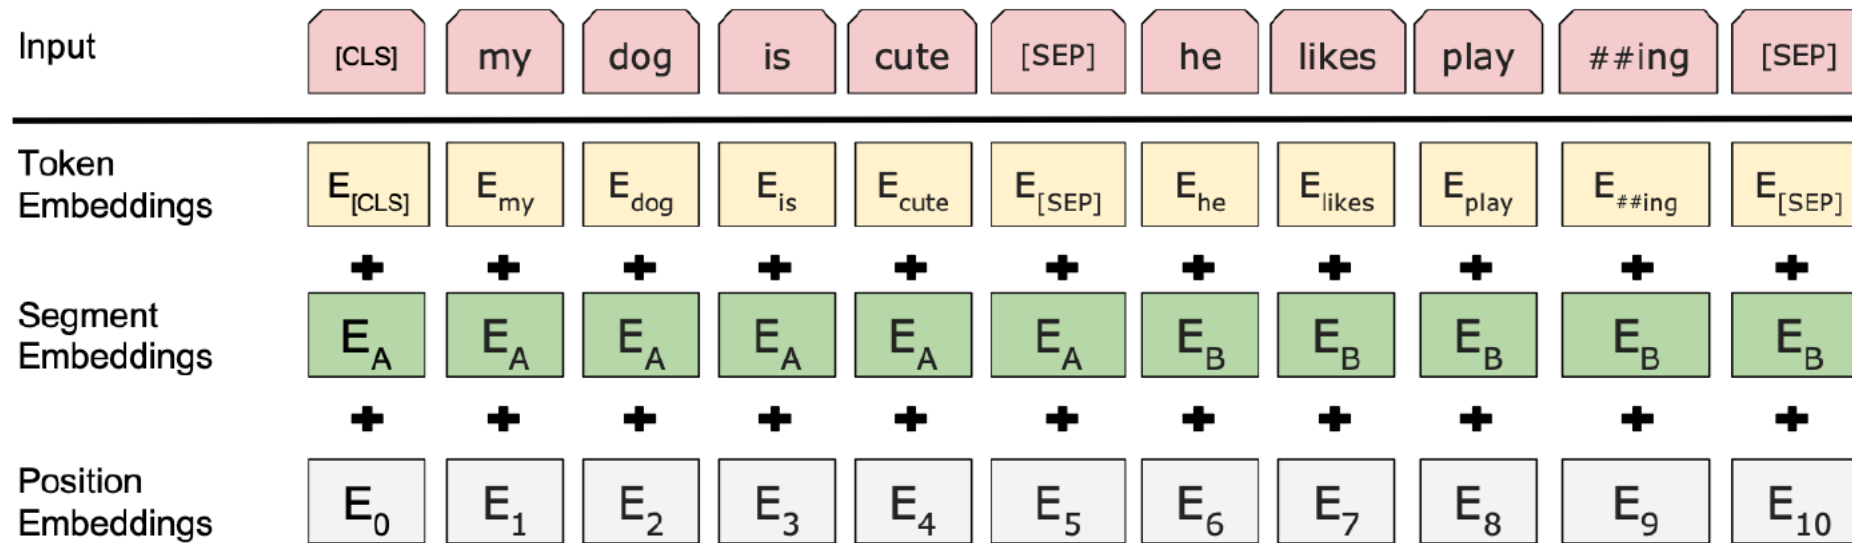 Input [CLS] my dog is cute [SEP] he likes play ##ing [SEP]
Token
Embeddings
E[CLS] Emy Edog Eis Ecute E[SEP] Ehe Elikes Eplay E##ing E[SEP]
+ + + + + + + + + + +
Segment
Embeddings
EA EA EA EA EA EA EB EB EB EB EB
+ + + + + + + + + + +
Position
Embeddings
E0 E1 E2 E3 E4 E5 E6 E7 E8 E9 E10